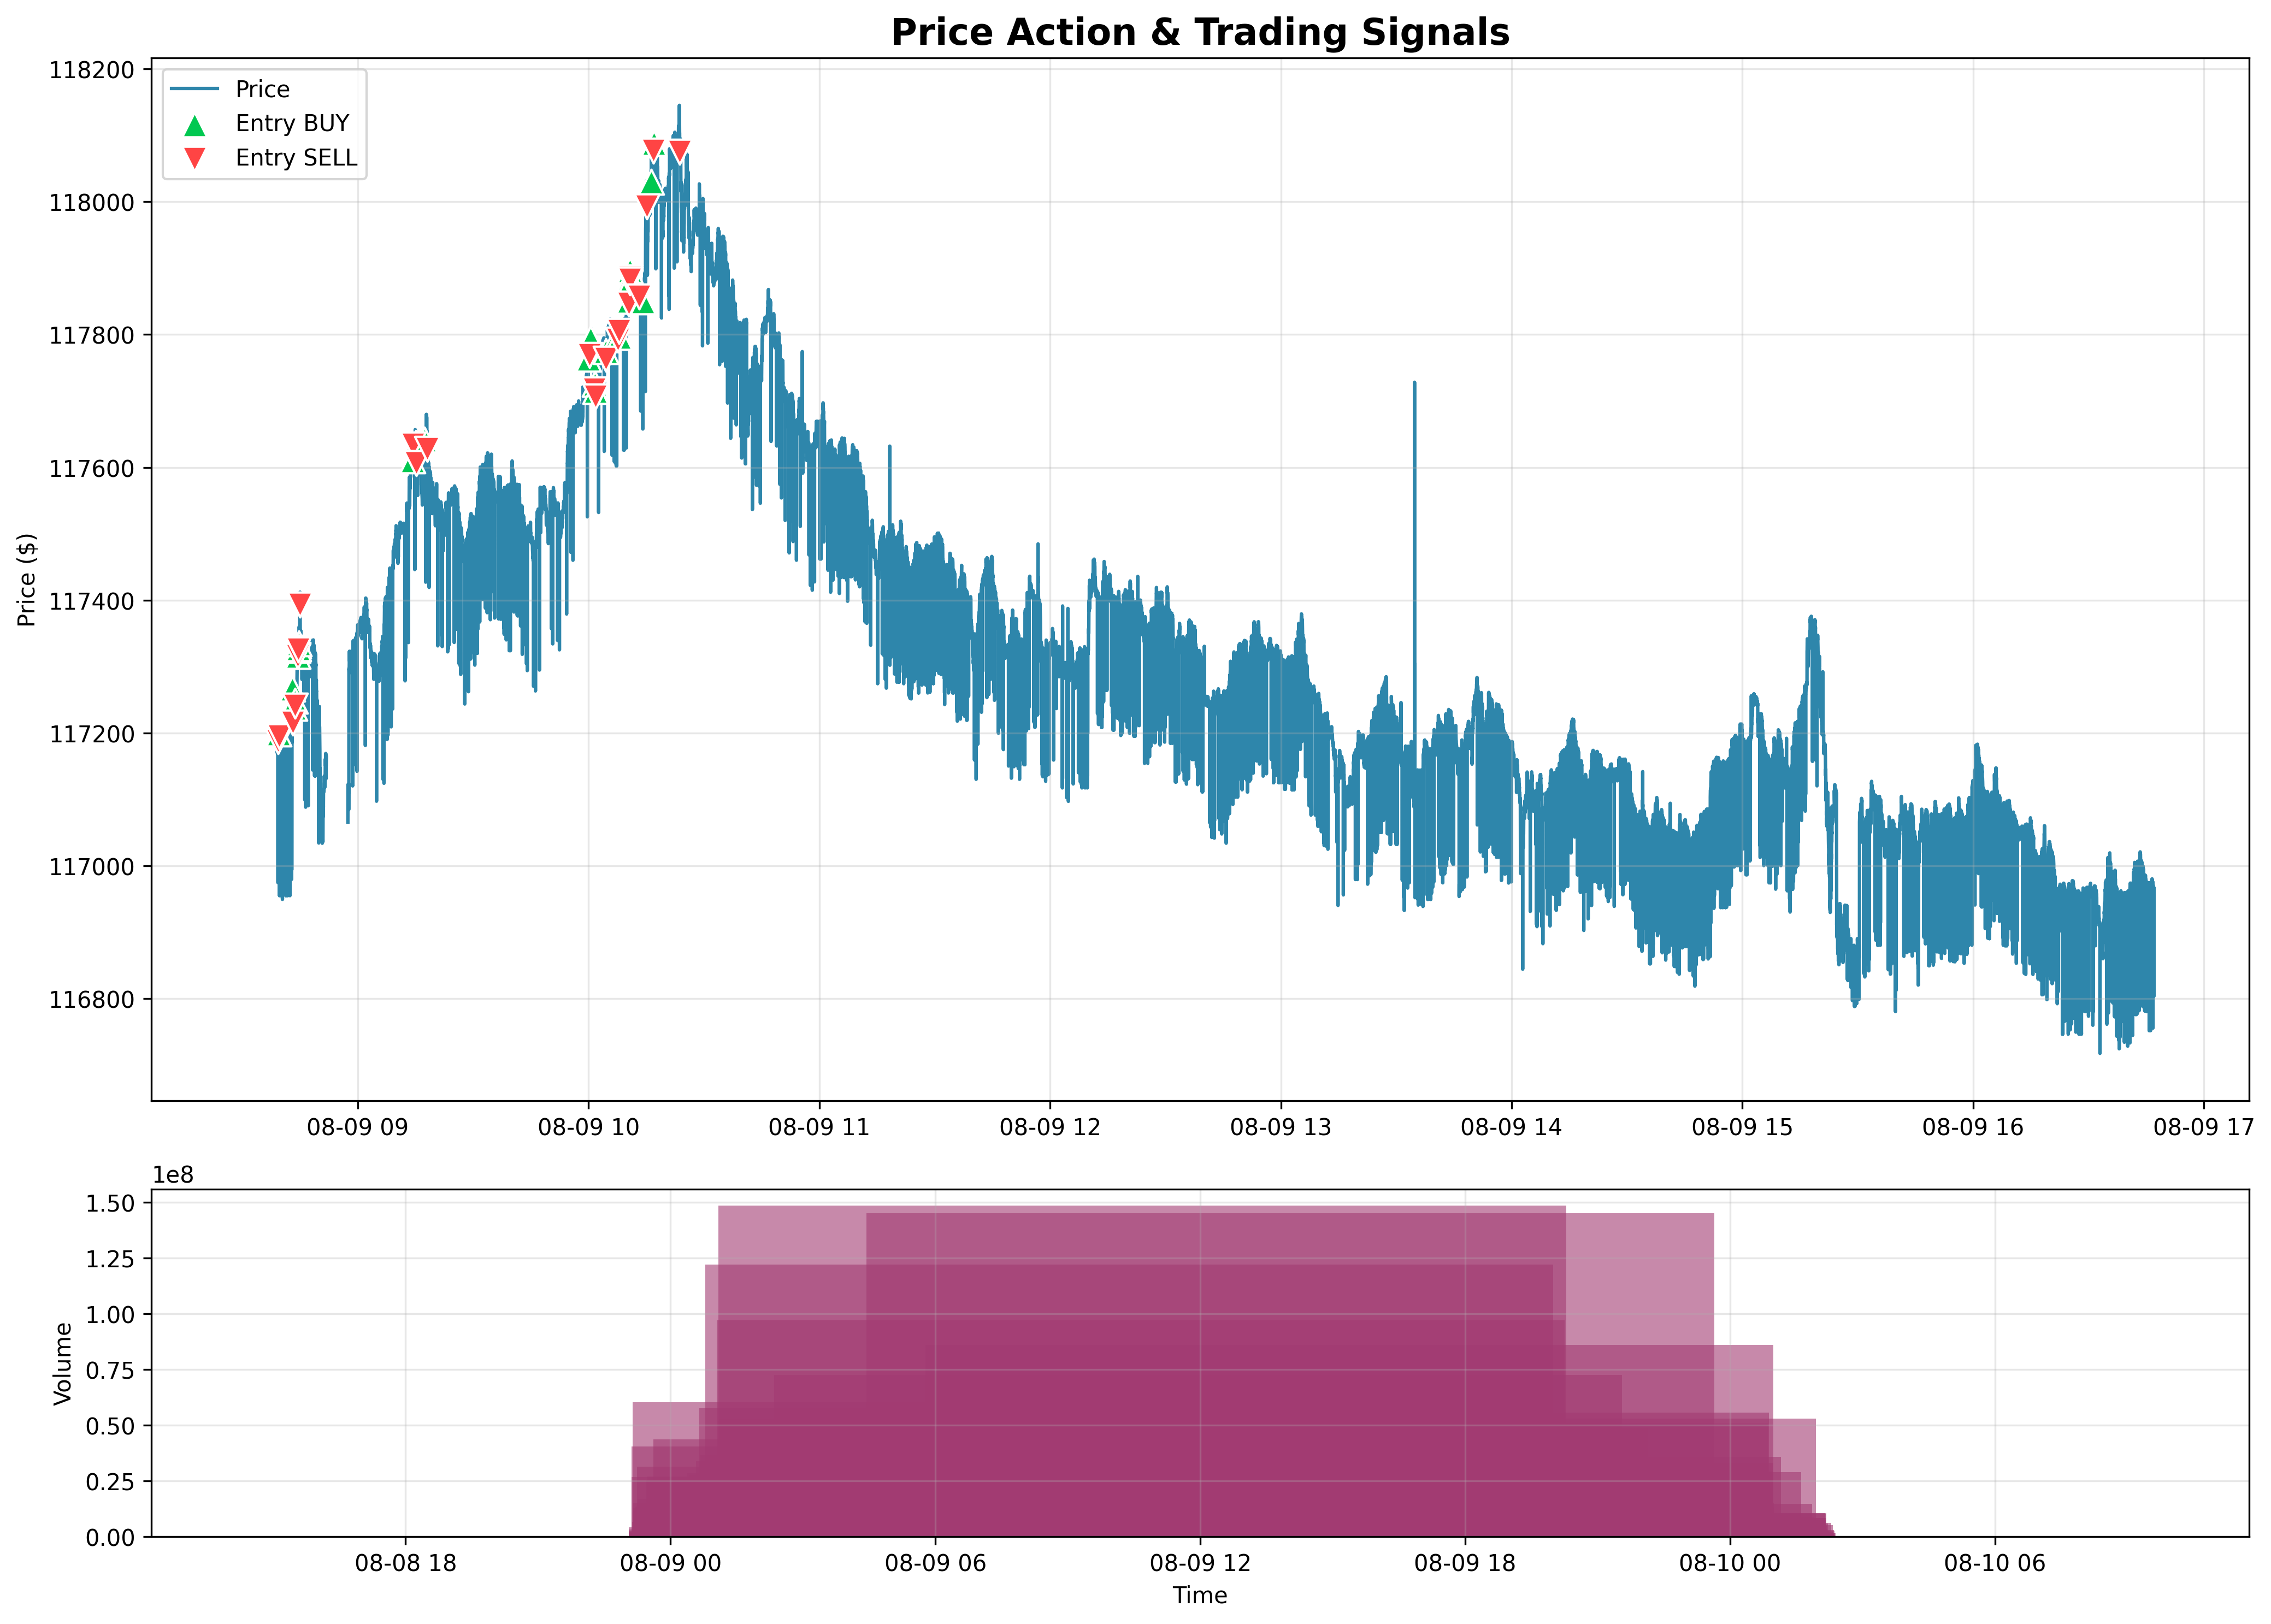 Price Action & Trading Signals
Price
Entry BUY
Entry SELL
118200
118000
117800
117600
117400
117200
117000
116800
Price ($)
08-09 09 08-09 10 08-09 11 08-09 12 08-09 13 08-09 14 08-09 15 08-09 16 08-09 17
1e8
1.50
1.25
1.00
0.75
0.50
0.25
0.00
Volume
08-08 18 08-09 00 08-09 06 08-09 12 08-09 18 08-10 00 08-10 06
Time